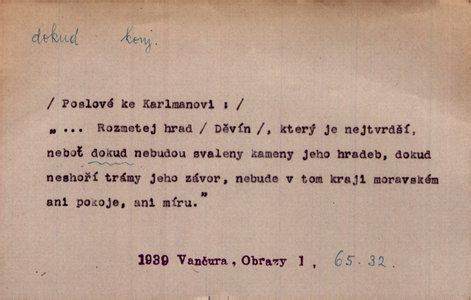 dokud konj.
/ Poslové ke Karlmanovi : /
„ ... Rozmetej hrad / Děvín /, který je nejtvrdší,
neboť dokud nebudou svaleny kameny jeho hradeb, dokud
neshoří trámy jeho závor, nebude v tom kraji moravském
ani pokoje, ani míru."
1939 Vančura, Obrazy 1, 65.32.